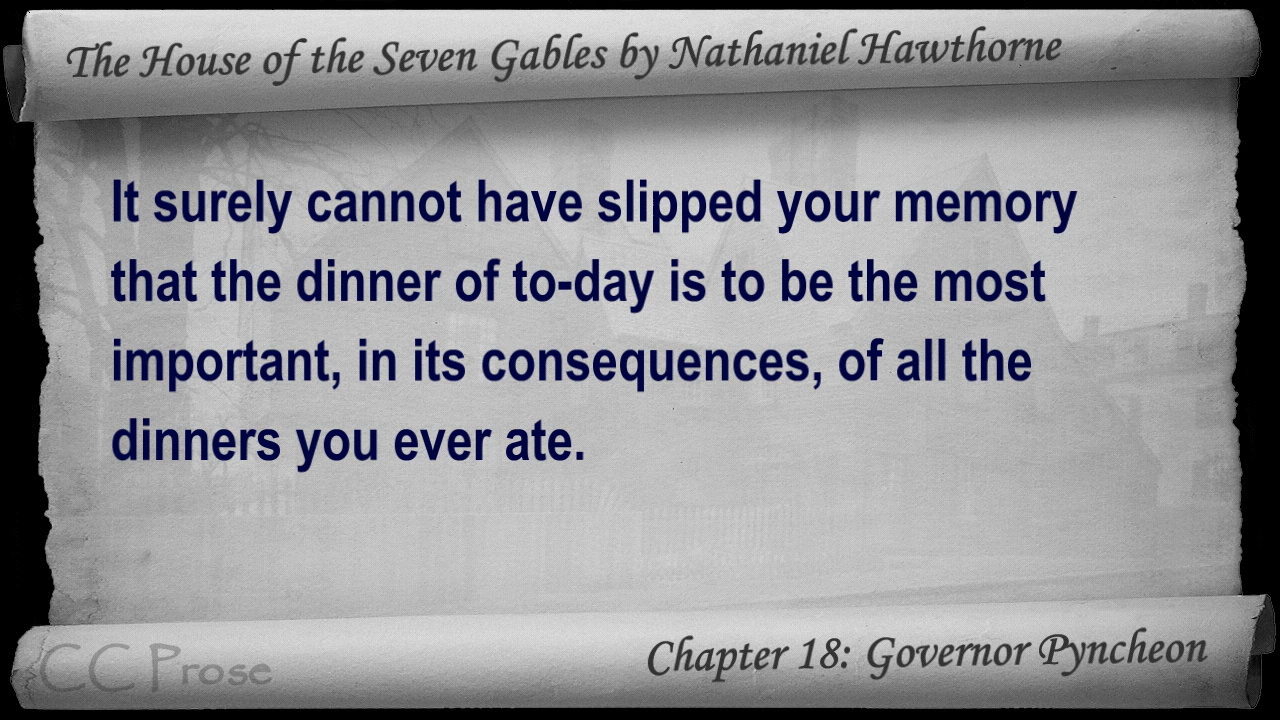 The House of the Seven Gables by Nathaniel Hawthorne
It surely cannot have slipped your memory
that the dinner of to-day is to be the most
important, in its consequences, of all the
dinners you ever ate.
CC Prose
Chapter 18: Governor Pyncheon